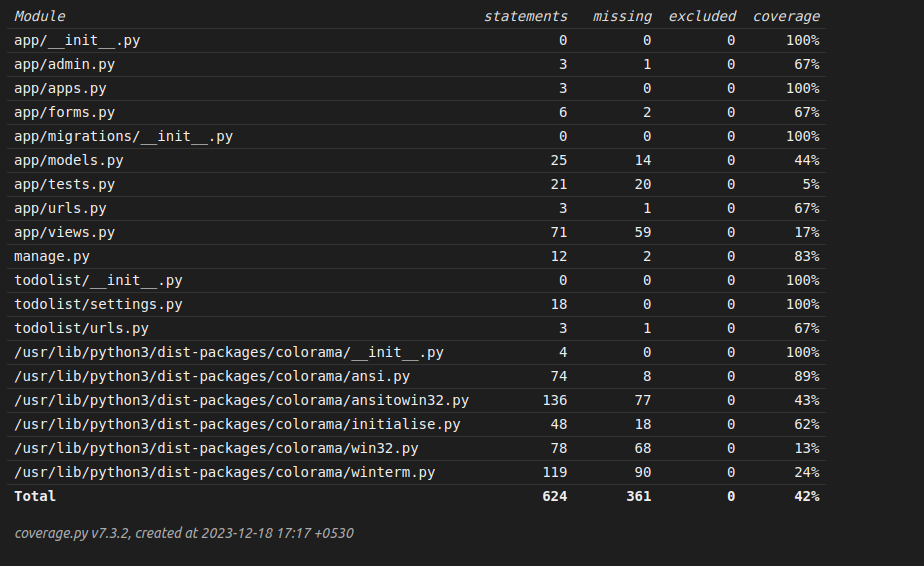 Module statements missing excluded coverage
app/__init__.py 0 0 0 100%
app/admin.py 3 1 0 67%
app/apps.py 3 0 0 100%
app/forms.py 6 2 0 67%
app/migrations/__init__.py 0 0 0 100%
app/models.py 25 14 0 44%
app/tests.py 21 20 0 5%
app/urls.py 3 1 0 67%
app/views.py 71 59 0 17%
manage.py 12 2 0 83%
todolist/__init__.py 0 0 0 100%
todolist/settings.py 18 0 0 100%
todolist/urls.py 3 1 0 67%
/usr/lib/python3/dist-packages/colorama/__init__.py 4 0 0 100%
/usr/lib/python3/dist-packages/colorama/ansi.py 74 8 0 89%
/usr/lib/python3/dist-packages/colorama/ansitowin32.py 136 77 0 43%
/usr/lib/python3/dist-packages/colorama/initialise.py 48 18 0 62%
/usr/lib/python3/dist-packages/colorama/win32.py 78 68 0 13%
/usr/lib/python3/dist-packages/colorama/winterm.py 119 90 0 24%
Total 624 361 0 42%
coverage.py v7.3.2, created at 2023-12-18 17:17 +0530